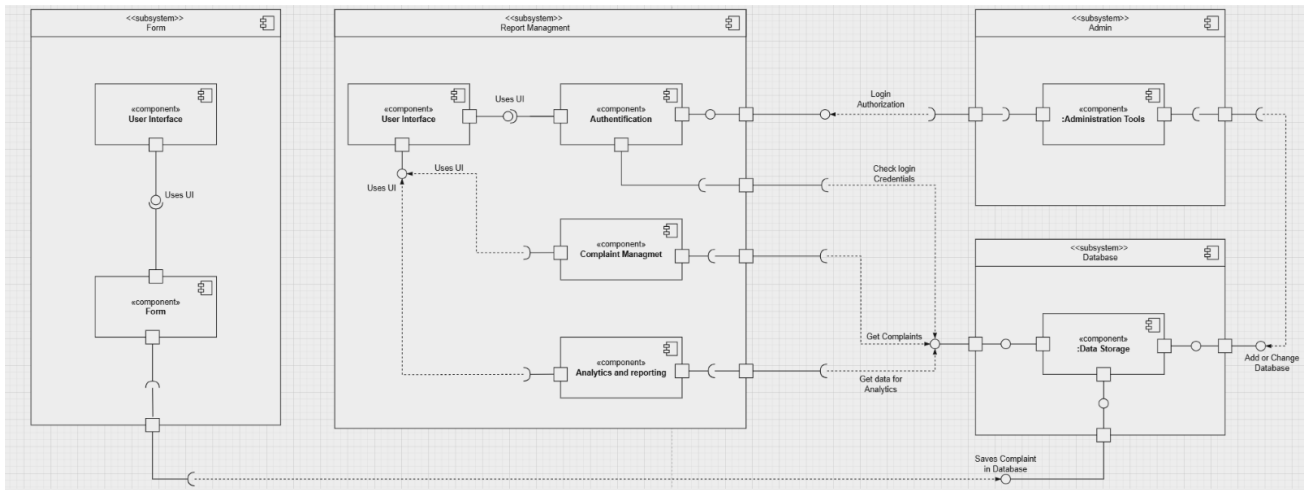 <<subsystem>>
Form
«component»
User Interface
Uses UI
«component»
Form
<<subsystem>>
Report Managment
«component»
User Interface
Uses UI
«component»
Authentification
Uses UI
Uses UI
«component»
Complaint Managmet
«component»
Analytics and reporting
Login
Authorization
Check login
Credentials
Get Complaints
Get data for
Analytics
Saves Complaint
in Database
<<subsystem>>
Admin
«component»
:Administration Tools
<<subsystem>>
Database
«component»
:Data Storage
Add or Change
Database